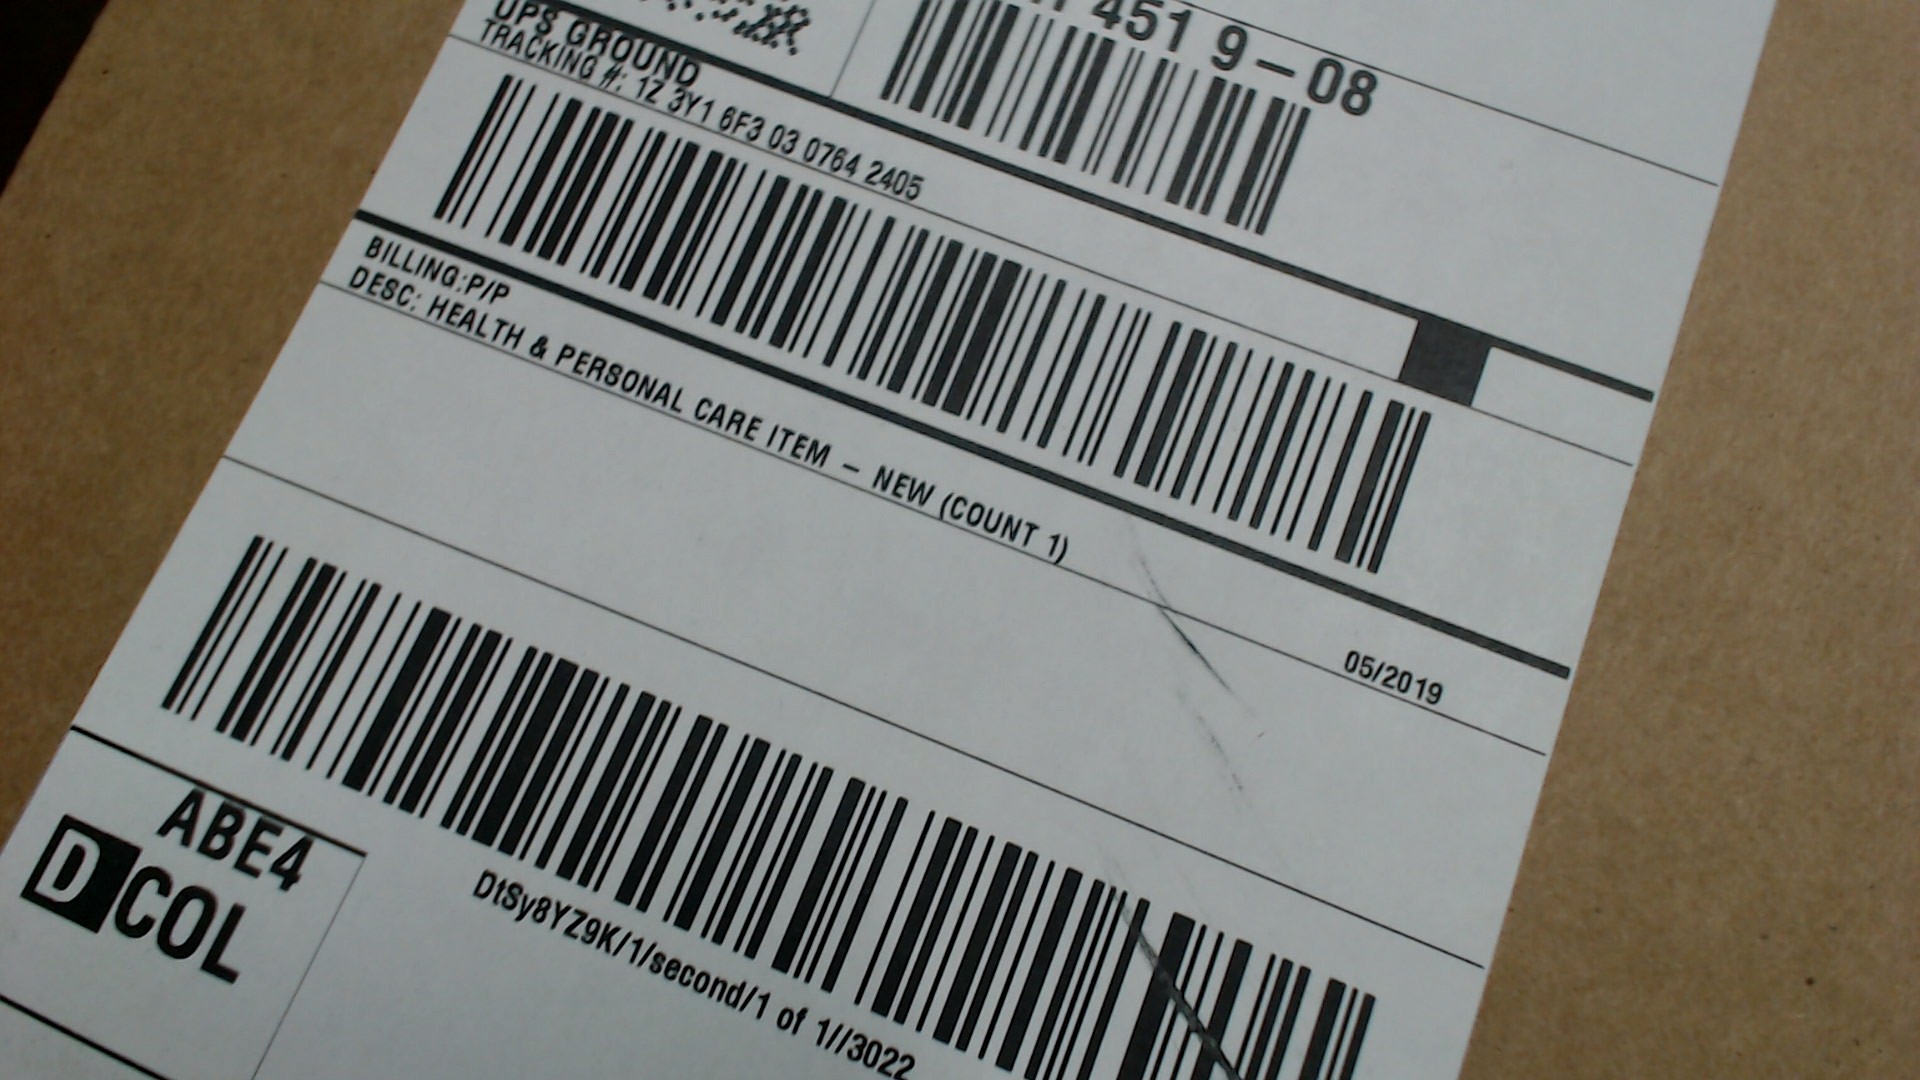 451 9-08
UPS GROUND
TRACKING #: 1Z 3Y1 6F3 03 0764 2405
BILLING:P/P
DESC: HEALTH & PERSONAL CARE ITEM - NEW (COUNT 1)
05/2019
DtSy8YZ9K/1/second/1 of 1//3022
ABE4
D COL